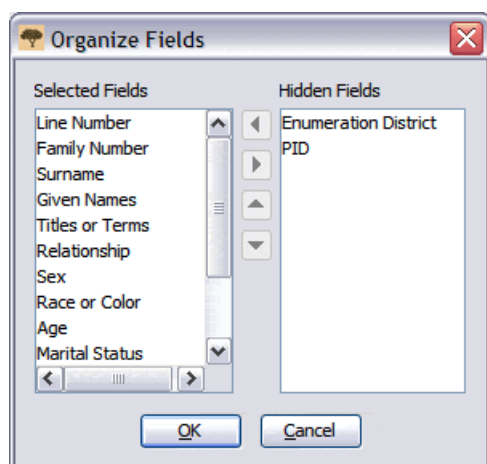 Organize Fields
Selected Fields
Line Number
Family Number
Surname
Given Names
Titles or Terms
Relationship
Sex
Race or Color
Age
Marital Status
Hidden Fields
Enumeration District
PID
OK
Cancel